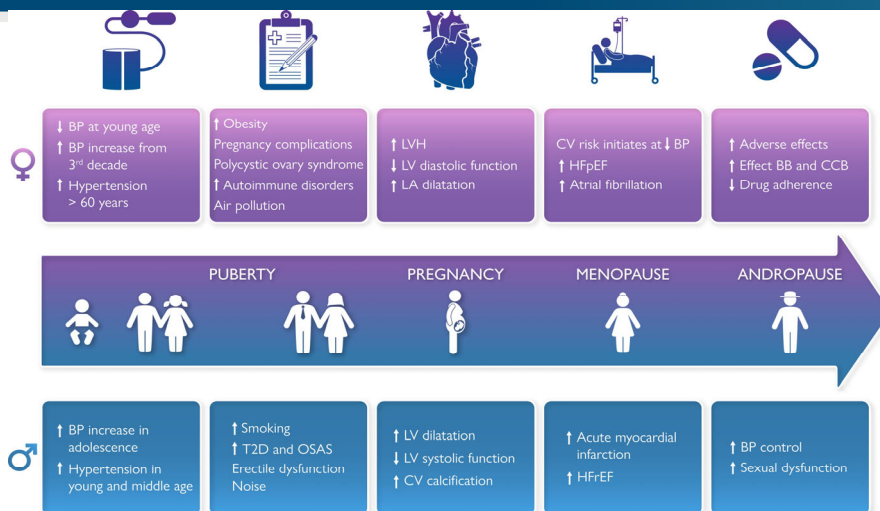 ↓ BP at young age
↑ BP increase from
3rd decade
↑ Hypertension
> 60 years
↑ Obesity
Pregnancy complications
Polycystic ovary syndrome
↑ Autoimmune disorders
Air pollution
↑ LVH
↓ LV diastolic function
↑ LA dilatation
CV risk initiates at ↓ BP
↑ HFpEF
↑ Atrial fibrillation
↑ Adverse effects
↑ Effect BB and CCB
↓ Drug adherence
PUBERTY
PREGNANCY
MENOPAUSE
ANDROPAUSE
↑ BP increase in
adolescence
↑ Hypertension in
young and middle age
↑ Smoking
↑ T2D and OSAS
Erectile dysfunction
Noise
↑ LV dilatation
↓ LV systolic function
↑ CV calcification
↑ Acute myocardial
infarction
↑ HFrEF
↑ BP control
↑ Sexual dysfunction